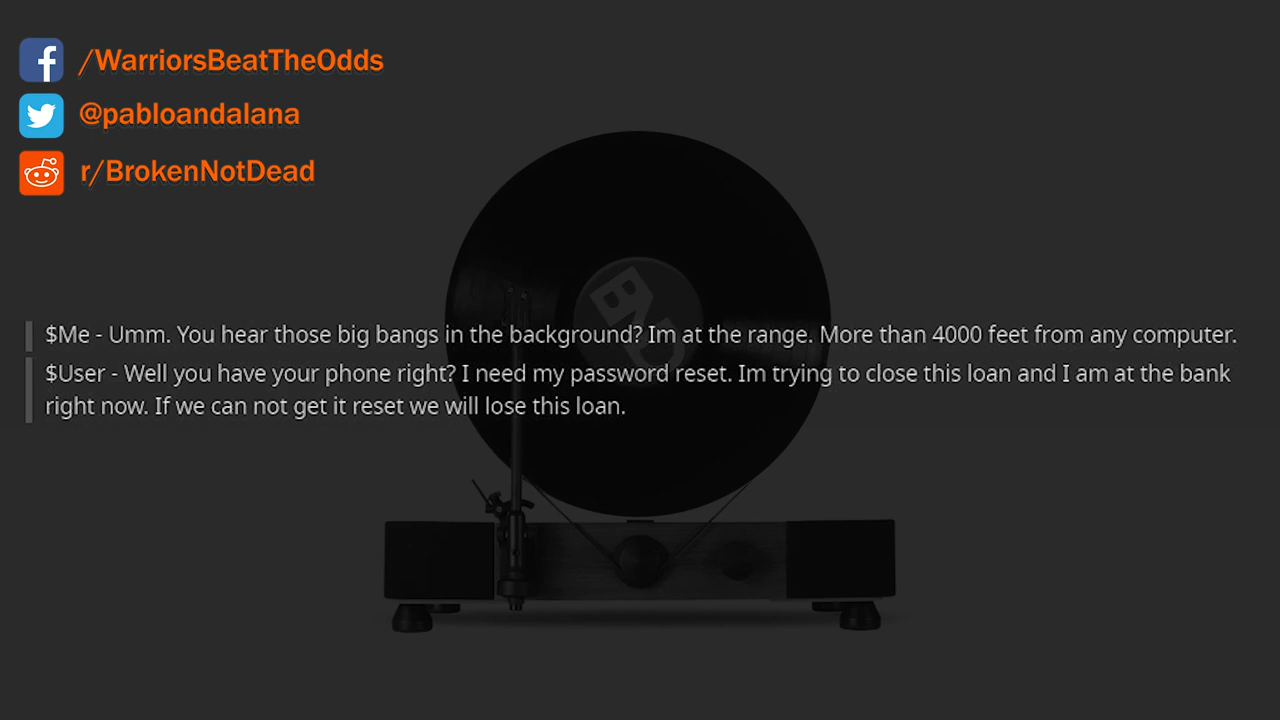 /WarriorsBeatTheOdds
@pabloandalana
r/BrokenNotDead
BND
$Me - Umm. You hear those big bangs in the background? Im at the range. More than 4000 feet from any computer.
$User - Well you have your phone right? I need my password reset. Im trying to close this loan and I am at the bank
right now. If we can not get it reset we will lose this loan.